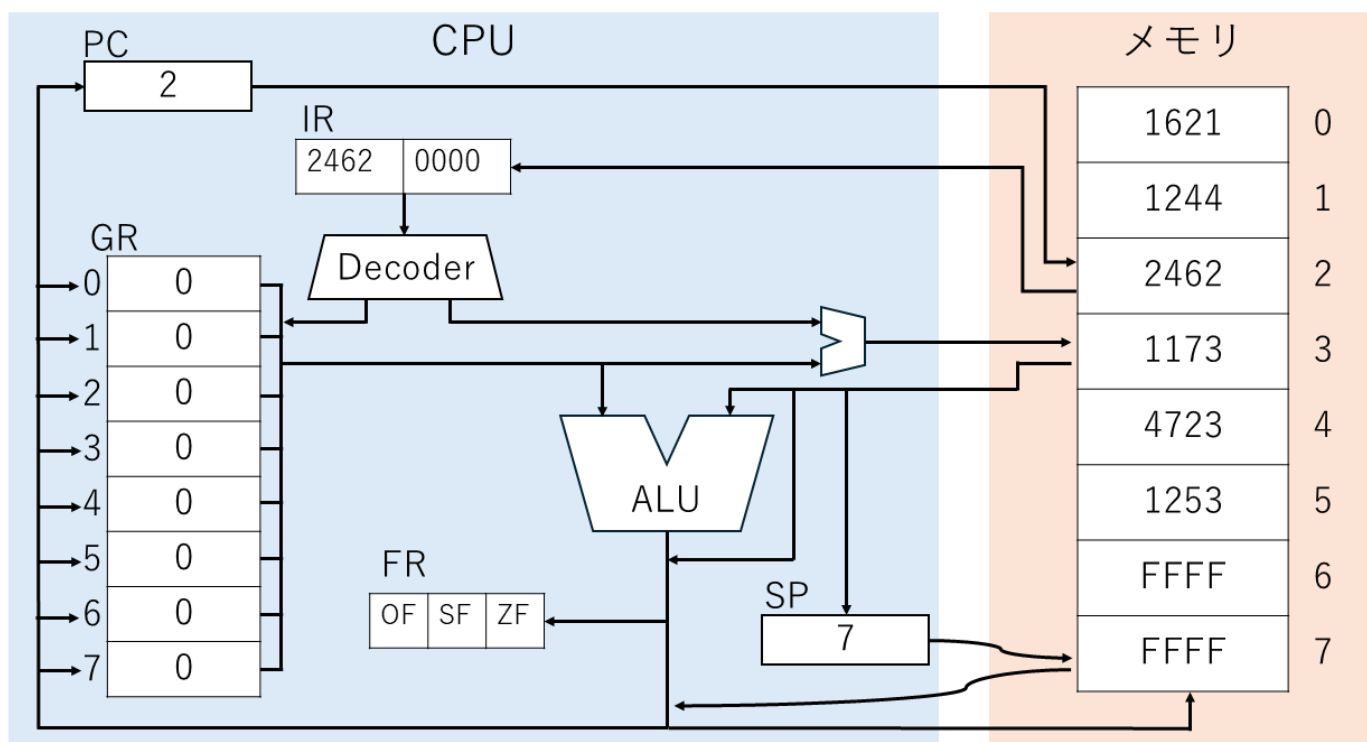 CPU
メモリ
PC
2
IR
2462 0000
Decoder
GR
0 0
1 0
2 0
3 0
4 0
5 0
6 0
7 0
ALU
FR
OF SF ZF
SP
7
1621 0
1244 1
2462 2
1173 3
4723 4
1253 5
FFFF 6
FFFF 7